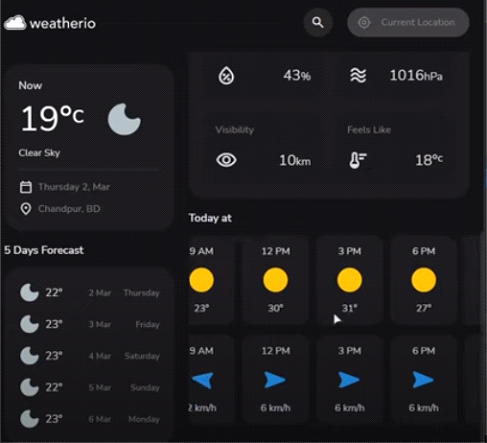 weatherio
Current Location
Now
19°c
Clear Sky
Thursday 2, Mar
Chandpur, BD
43%
1016hPa
Visibility
Feels Like
10km
18°c
Today at
9 AM
12 PM
3 PM
6 PM
23°
30°
31°
27°
9 AM
12 PM
3 PM
6 PM
2 km/h
6 km/h
6 km/h
6 km/h
5 Days Forecast
22° 2 Mar Thursday
23° 3 Mar Friday
23° 4 Mar Saturday
22° 5 Mar Sunday
23° 6 Mar Monday